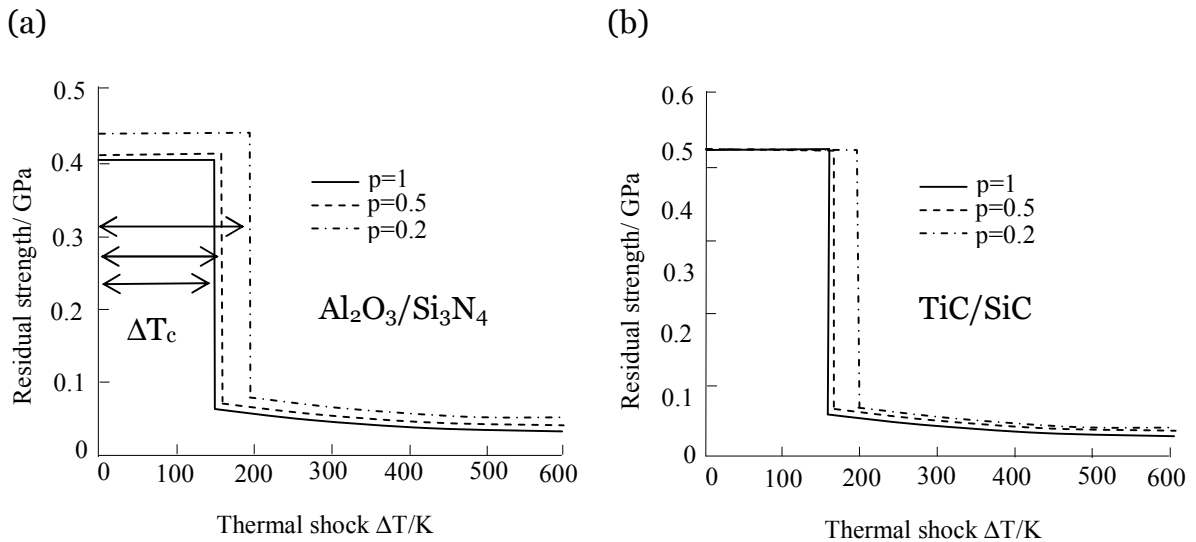 (a)
0.5
0.4
0.3
0.2
0.1
0
Residual strength/ GPa
p=1
p=0.5
p=0.2
ΔTc
Al₂O₃/Si₃N₄
0 100 200 300 400 500 600
Thermal shock ΔT/K
(b)
0.6
0.5
0.4
0.3
0.2
0.1
0
Residual strength/ GPa
p=1
p=0.5
p=0.2
TiC/SiC
0 100 200 300 400 500 600
Thermal shock ΔT/K